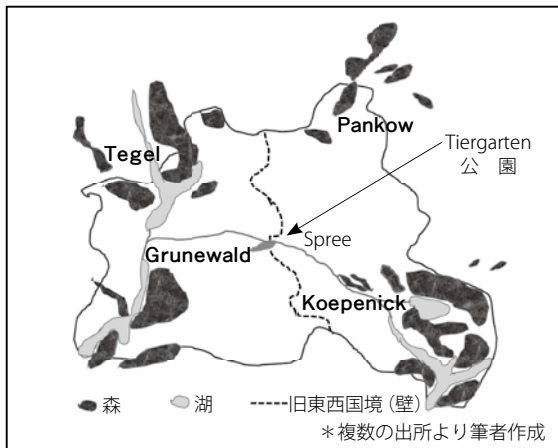 Pankow
Tiergarten
公　園
Tegel
Spree
Grunewald
Koepenick
森
湖
旧東西国境（壁）
＊複数の出所より筆者作成